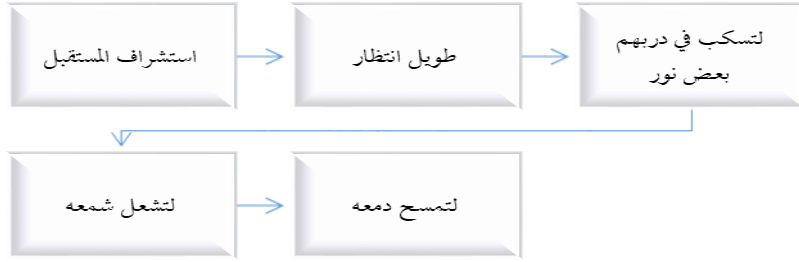 استشراف المستقبل
طويل انتظار
لتسكب في دربهم
بعض نور
لتشعل شمعه
لتمسح دمعه